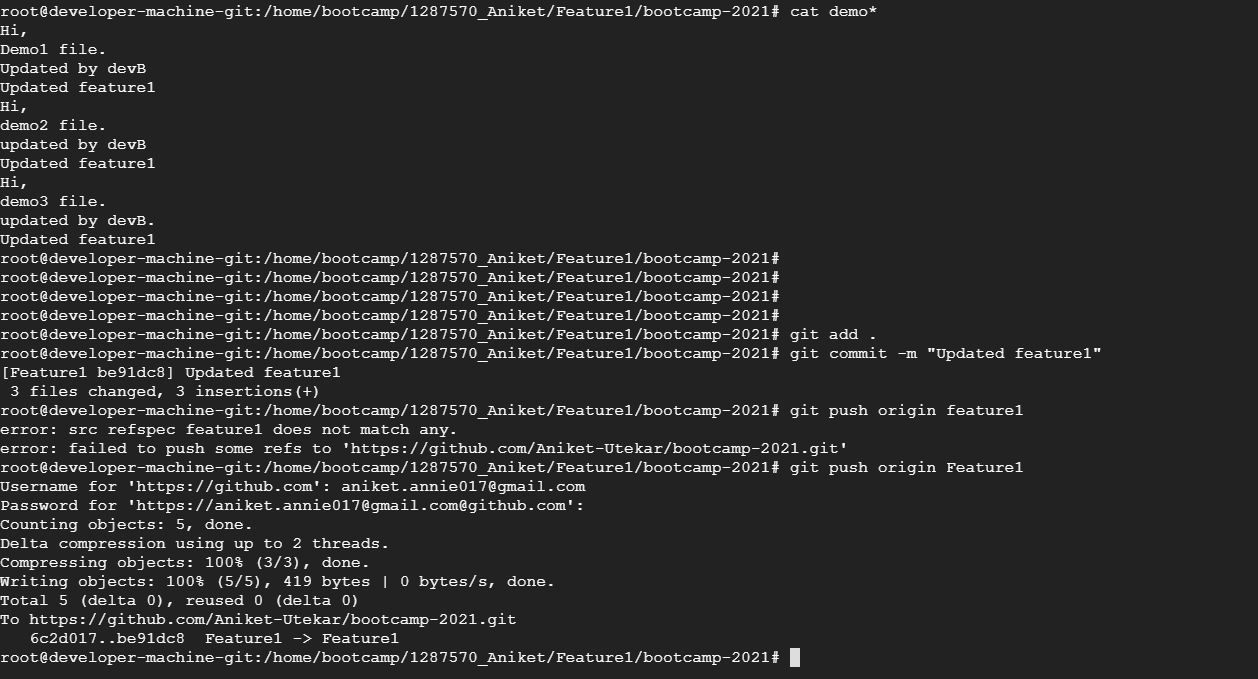 root@developer-machine-git:/home/bootcamp/1287570_Aniket/Feature1/bootcamp-2021# cat demo*
Hi,
Demo1 file.
Updated by devB
Updated feature1
Hi,
demo2 file.
updated by devB
Updated feature1
Hi,
demo3 file.
updated by devB.
Updated feature1
root@developer-machine-git:/home/bootcamp/1287570_Aniket/Feature1/bootcamp-2021#
root@developer-machine-git:/home/bootcamp/1287570_Aniket/Feature1/bootcamp-2021#
root@developer-machine-git:/home/bootcamp/1287570_Aniket/Feature1/bootcamp-2021#
root@developer-machine-git:/home/bootcamp/1287570_Aniket/Feature1/bootcamp-2021#
root@developer-machine-git:/home/bootcamp/1287570_Aniket/Feature1/bootcamp-2021# git add .
root@developer-machine-git:/home/bootcamp/1287570_Aniket/Feature1/bootcamp-2021# git commit -m "Updated feature1"
[Feature1 be91dc8] Updated feature1
 3 files changed, 3 insertions(+)
root@developer-machine-git:/home/bootcamp/1287570_Aniket/Feature1/bootcamp-2021# git push origin feature1
error: src refspec feature1 does not match any.
error: failed to push some refs to 'https://github.com/Aniket-Utekar/bootcamp-2021.git'
root@developer-machine-git:/home/bootcamp/1287570_Aniket/Feature1/bootcamp-2021# git push origin Feature1
Username for 'https://github.com': aniket.annie017@gmail.com
Password for 'https://aniket.annie017@gmail.com@github.com':
Counting objects: 5, done.
Delta compression using up to 2 threads.
Compressing objects: 100% (3/3), done.
Writing objects: 100% (5/5), 419 bytes | 0 bytes/s, done.
Total 5 (delta 0), reused 0 (delta 0)
To https://github.com/Aniket-Utekar/bootcamp-2021.git
   6c2d017..be91dc8  Feature1 -> Feature1
root@developer-machine-git:/home/bootcamp/1287570_Aniket/Feature1/bootcamp-2021#